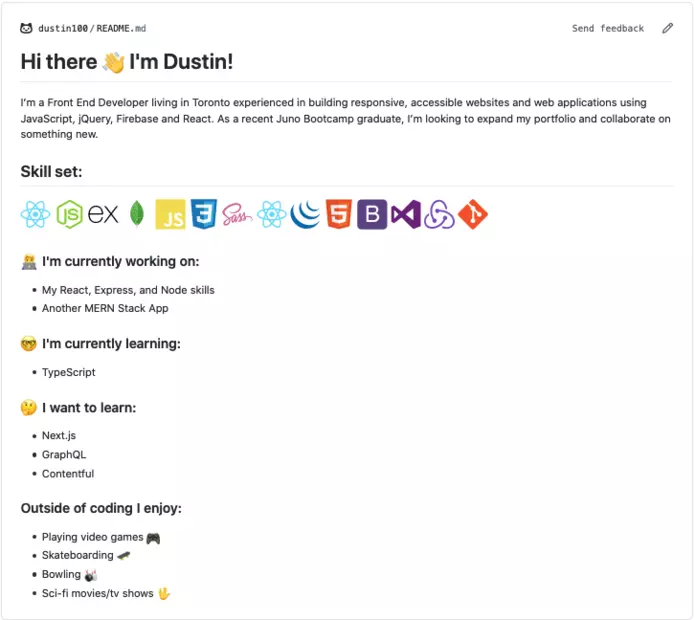 dustin100/README.md
Send feedback
Hi there 👋 I'm Dustin!
I'm a Front End Developer living in Toronto experienced in building responsive, accessible websites and web applications using
JavaScript, jQuery, Firebase and React. As a recent Juno Bootcamp graduate, I'm looking to expand my portfolio and collaborate on
something new.
Skill set:
JS ex JS 3 Sass 5 B
👨‍💻 I'm currently working on:
• My React, Express, and Node skills
• Another MERN Stack App
🤓 I'm currently learning:
• TypeScript
🤔 I want to learn:
• Next.js
• GraphQL
• Contentful
Outside of coding I enjoy:
• Playing video games 🎮
• Skateboarding 🛹
• Bowling 🎳
• Sci-fi movies/tv shows 🖖